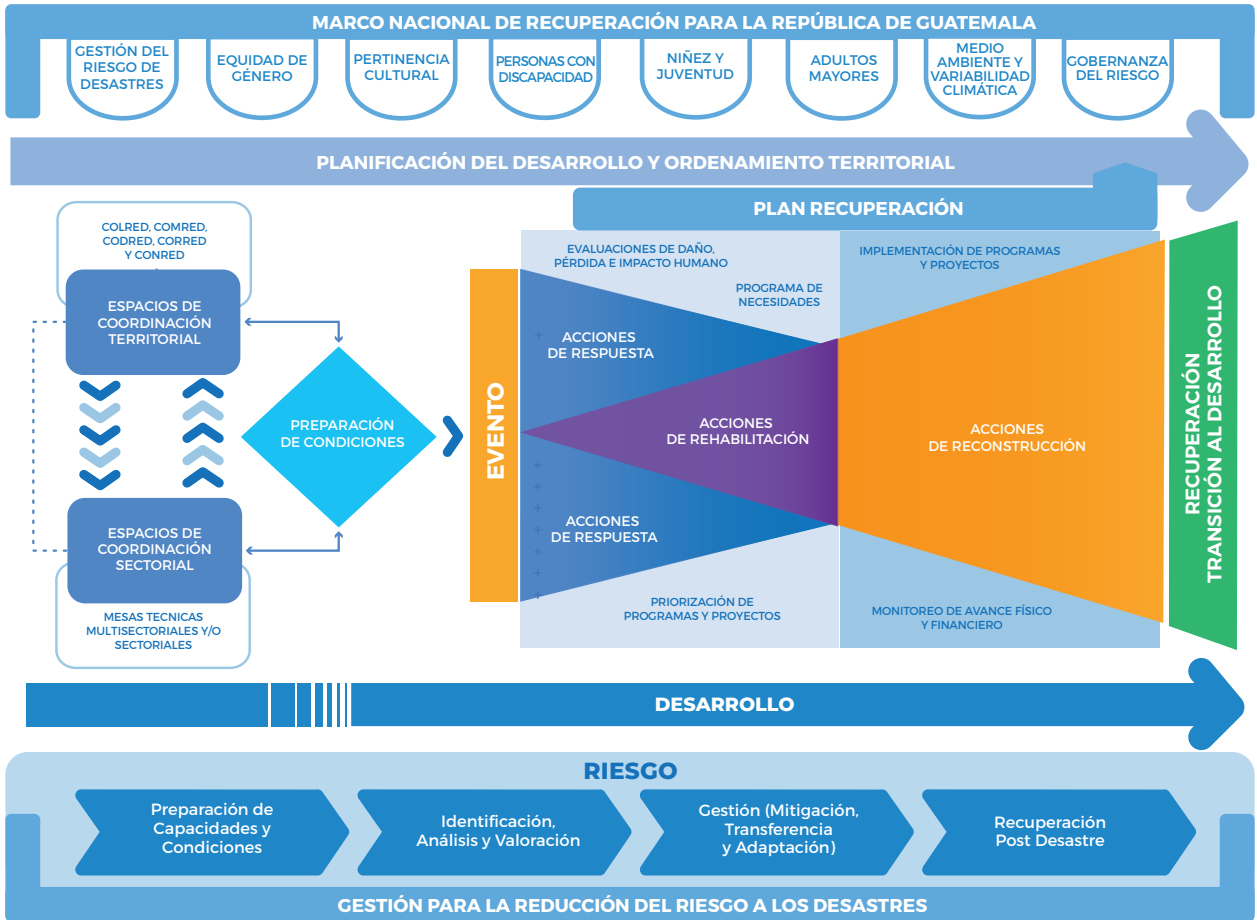 MARCO NACIONAL DE RECUPERACIÓN PARA LA REPÚBLICA DE GUATEMALA
GESTIÓN DEL
RIESGO DE
DESASTRES
EQUIDAD DE
GÉNERO
PERTINENCIA
CULTURAL
PERSONAS CON
DISCAPACIDAD
NIÑEZ Y
JUVENTUD
ADULTOS
MAYORES
MEDIO
AMBIENTE Y
VARIABILIDAD
CLIMÁTICA
GOBERNANZA
DEL RIESGO
PLANIFICACIÓN DEL DESARROLLO Y ORDENAMIENTO TERRITORIAL
PLAN RECUPERACIÓN
COLRED, COMRED,
CODRED, CORRED
Y CONRED
ESPACIOS DE
COORDINACIÓN
TERRITORIAL
PREPARACIÓN
DE CONDICIONES
ESPACIOS DE
COORDINACIÓN
SECTORIAL
MESAS TECNICAS
MULTISECTORIALES Y/O
SECTORIALES
EVENTO
EVALUACIONES DE DAÑO,
PÉRDIDA E IMPACTO HUMANO
PROGRAMA DE
NECESIDADES
ACCIONES
DE RESPUESTA
ACCIONES
DE REHABILITACIÓN
ACCIONES
DE RESPUESTA
PRIORIZACIÓN DE
PROGRAMAS Y PROYECTOS
IMPLEMENTACIÓN DE PROGRAMAS
Y PROYECTOS
ACCIONES
DE RECONSTRUCCIÓN
MONITOREO DE AVANCE FÍSICO
Y FINANCIERO
RECUPERACIÓN
TRANSICIÓN AL DESARROLLO
DESARROLLO
RIESGO
Preparación de
Capacidades y
Condiciones
Identificación,
Análisis y Valoración
Gestión (Mitigación,
Transferencia
y Adaptación)
Recuperación
Post Desastre
GESTIÓN PARA LA REDUCCIÓN DEL RIESGO A LOS DESASTRES